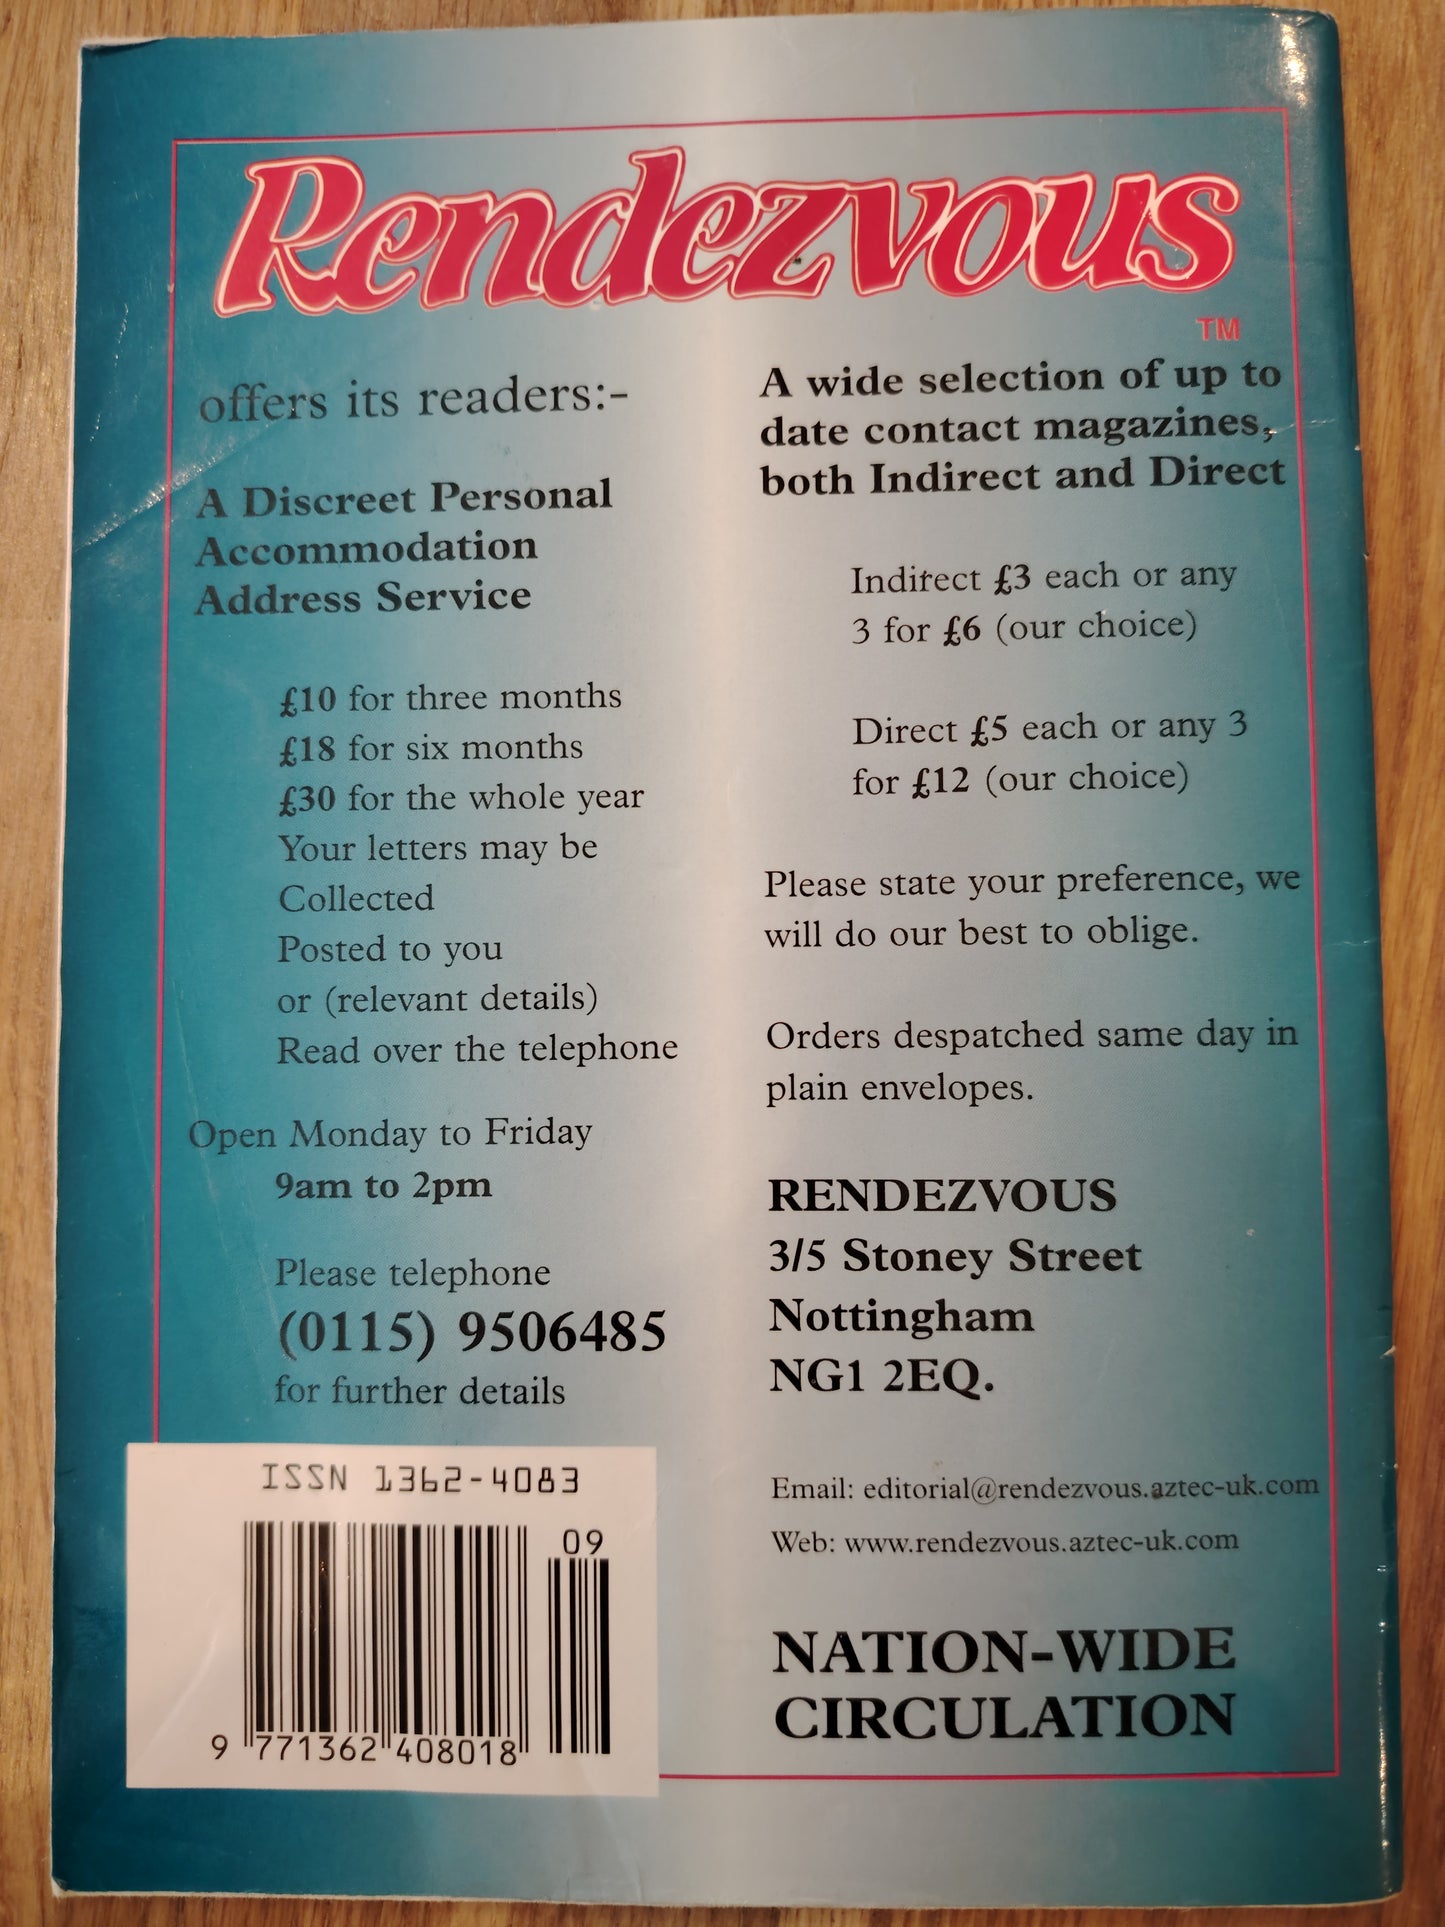 Rendezvous
TM
offers its readers:-
A Discreet Personal
Accommodation
Address Service
£10 for three months
£18 for six months
£30 for the whole year
Your letters may be
Collected
Posted to you
or (relevant details)
Read over the telephone
Open Monday to Friday
9am to 2pm
Please telephone
(0115) 9506485
for further details
ISSN 1362-4083
09
9 771362 408018
A wide selection of up to
date contact magazines,
both Indirect and Direct
Indirect £3 each or any
3 for £6 (our choice)
Direct £5 each or any 3
for £12 (our choice)
Please state your preference, we
will do our best to oblige.
Orders despatched same day in
plain envelopes.
RENDEZVOUS
3/5 Stoney Street
Nottingham
NG1 2EQ.
Email: editorial@rendezvous.aztec-uk.com
Web: www.rendezvous.aztec-uk.com
NATION-WIDE
CIRCULATION